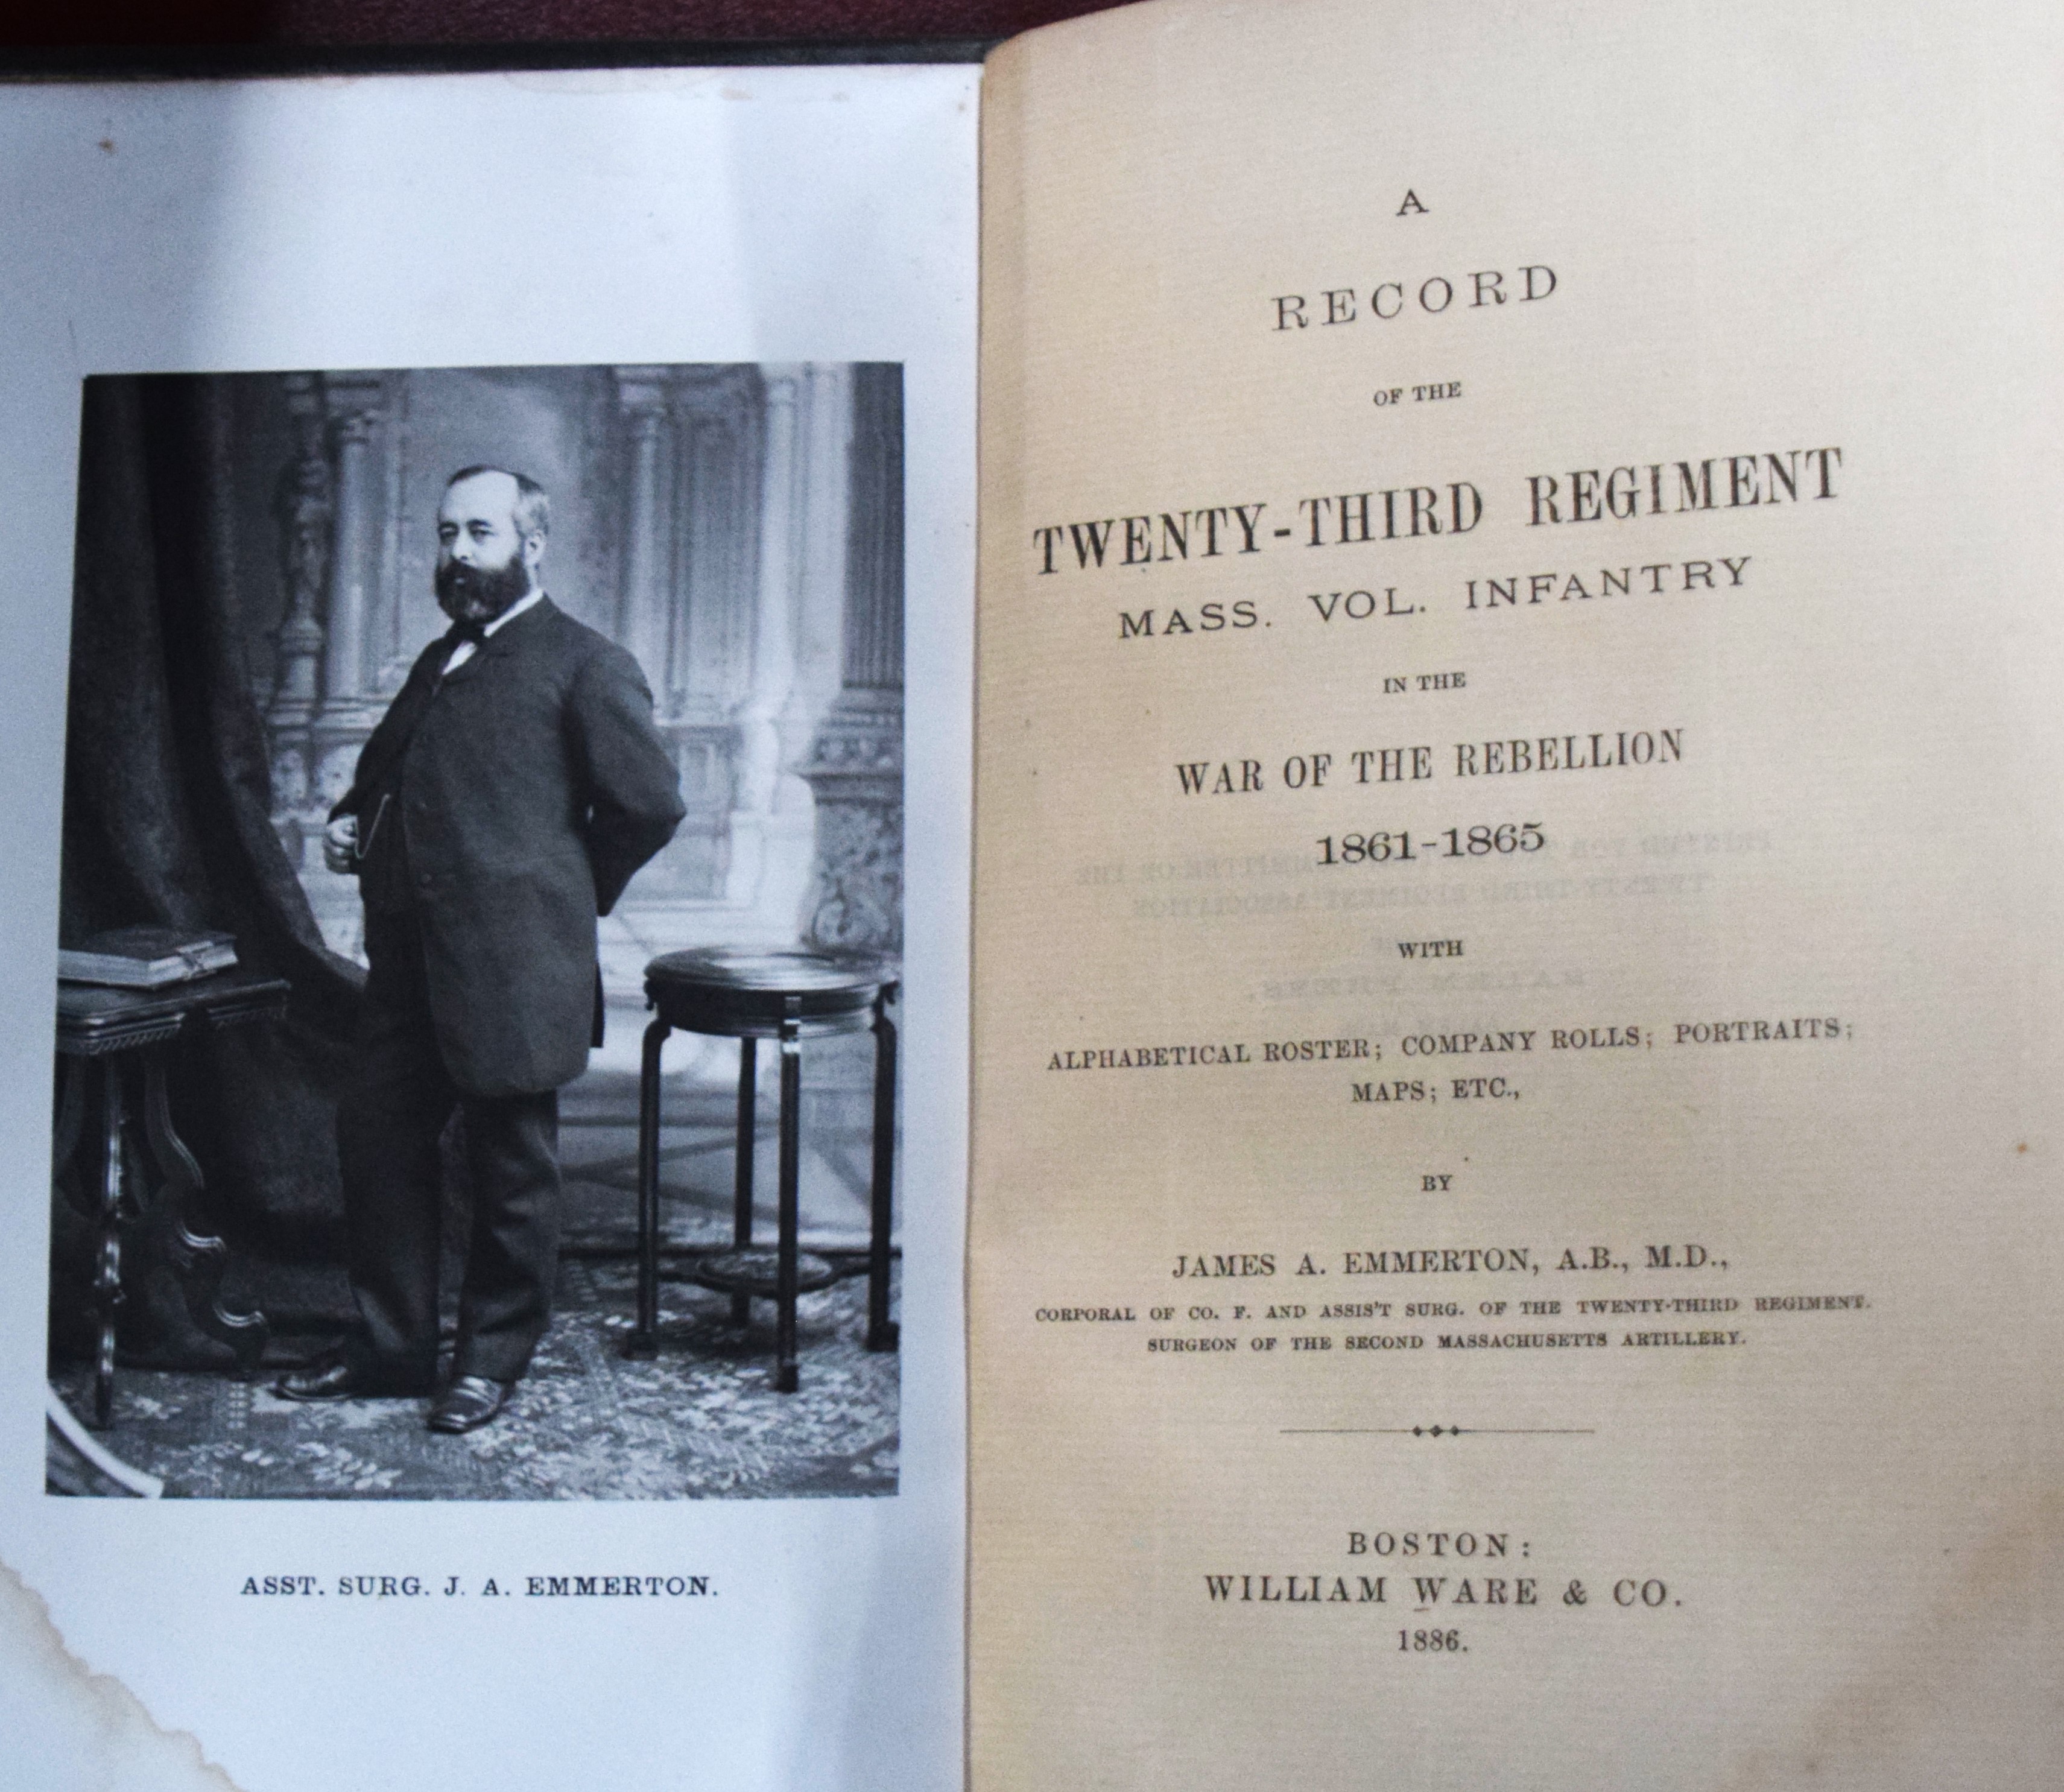 ASST. SURG. J. A. EMMERTON.
A
RECORD
OF THE
TWENTY-THIRD REGIMENT
MASS. VOL. INFANTRY
IN THE
WAR OF THE REBELLION
1861-1865
WITH
ALPHABETICAL ROSTER; COMPANY ROLLS; PORTRAITS;
MAPS; ETC.,
BY
JAMES A. EMMERTON, A.B., M.D.,
CORPORAL OF CO. F. AND ASSIS'T SURG. OF THE TWENTY-THIRD REGIMENT.
SURGEON OF THE SECOND MASSACHUSETTS ARTILLERY.
BOSTON:
WILLIAM WARE & CO.
1886.